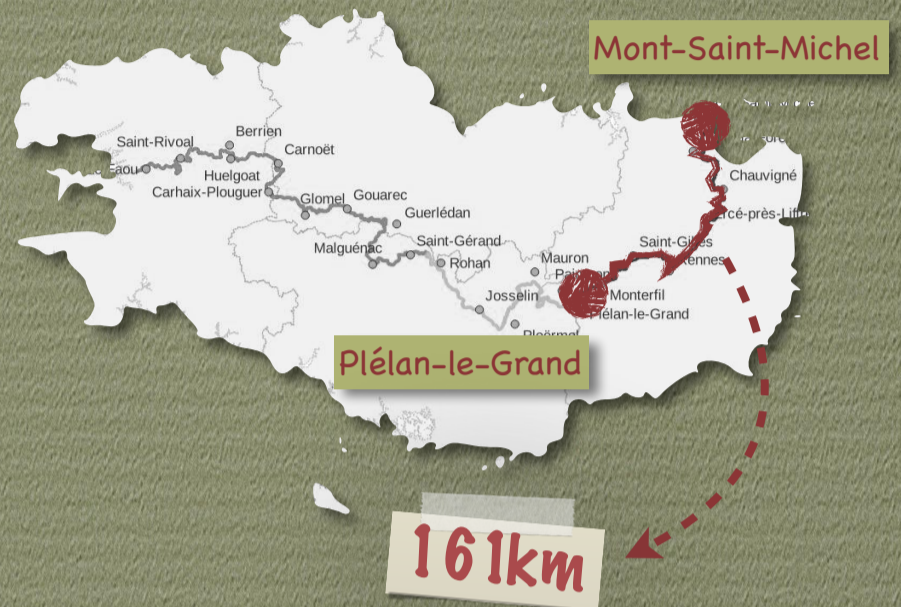 Mont-Saint-Michel
Berrien
Saint-Rivoal
Carnoët
Faou
Huelgoat
Chauvigné
Carhaix-Plouguer
Glomel
Gouarec
Guerlédan
Malguénac
Saint-Gérand
Saint-Gilles
Rohan
Mauron
Josselin
Monterfil
Plélan-le-Grand
Plélan-le-Grand
161km